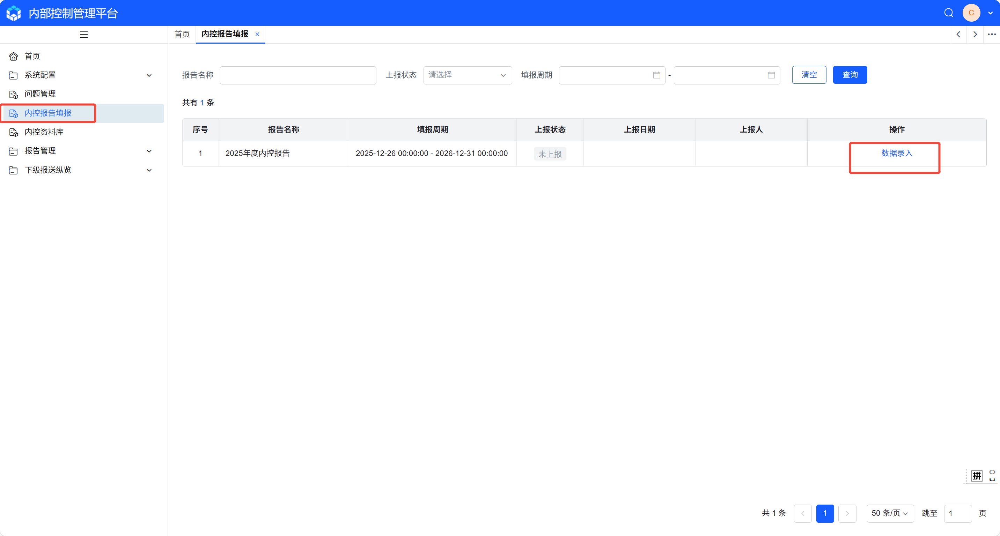 内部控制管理平台
C
首页
内控报告填报
首页
系统配置
问题管理
内控报告填报
内控资料库
报告管理
下级报送纵览
报告名称
上报状态 请选择
填报周期 -
清空 查询
共有 1 条
序号 报告名称 填报周期 上报状态 上报日期 上报人 操作
1 2025年度内控报告 2025-12-26 00:00:00 - 2026-12-31 00:00:00 未上报 数据录入
拼
共 1 条 1 50 条/页 跳至 1 页